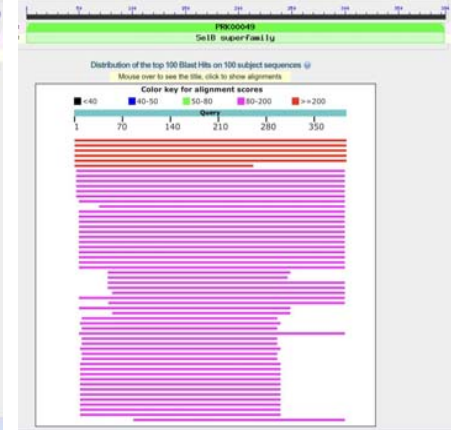 PRK00049
SelB superfamily
Distribution of the top 100 Blast Hits on 100 subject sequences
Mouse over to see the title, click to show alignments
Color key for alignment scores
<40 40-50 50-80 80-200 >=200
Query
1 70 140 210 280 350